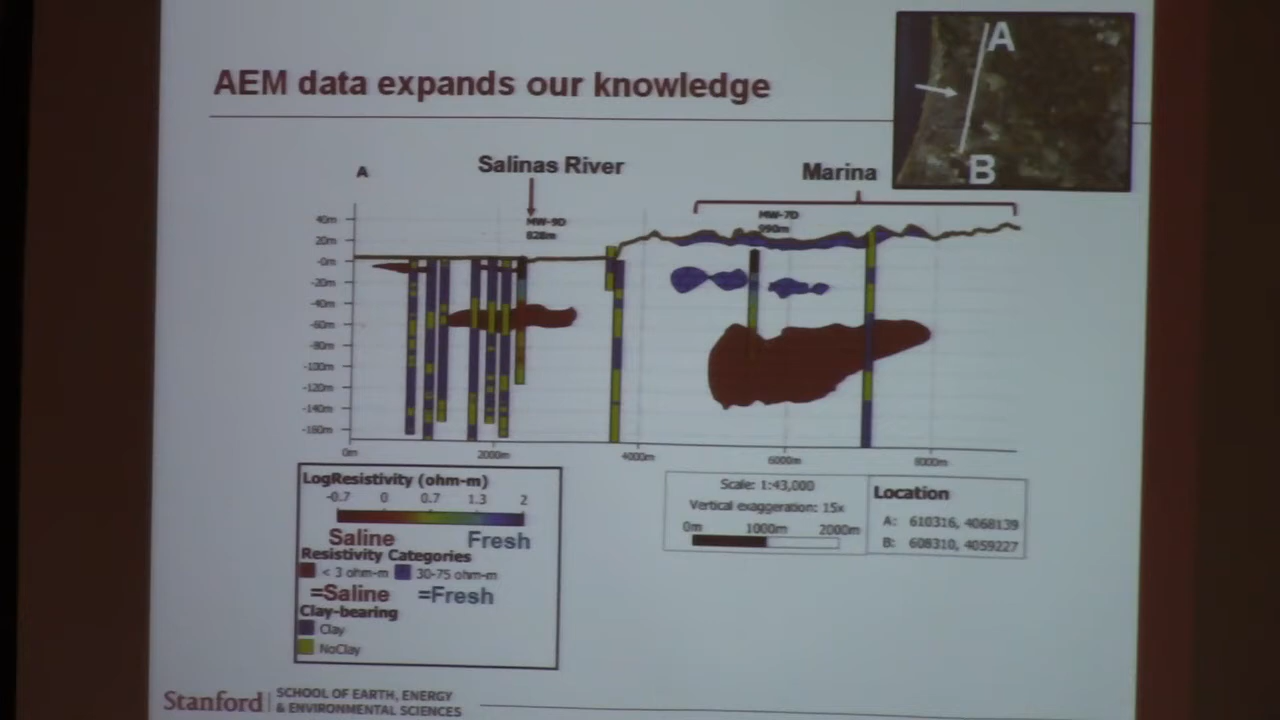 A
AEM data expands our knowledge
B
Salinas River
Marina
A
MW-9D
828m
MW-7D
990m
40m
20m
-0m
-20m
-40m
-60m
-80m
-100m
-120m
-140m
-160m
0m
2000m
4000m
6000m
8000m
LogResistivity (ohm-m)
-0.7 0 0.7 1.3 2
Saline Fresh
Resistivity Categories
< 3 ohm-m 30-75 ohm-m
=Saline =Fresh
Clay-bearing
Clay
NoClay
Scale: 1:43,000
Vertical exaggeration: 15x
0m 1000m 2000m
Location
A: 610316, 4068139
B: 608310, 4059227
Stanford
SCHOOL OF EARTH, ENERGY
& ENVIRONMENTAL SCIENCES